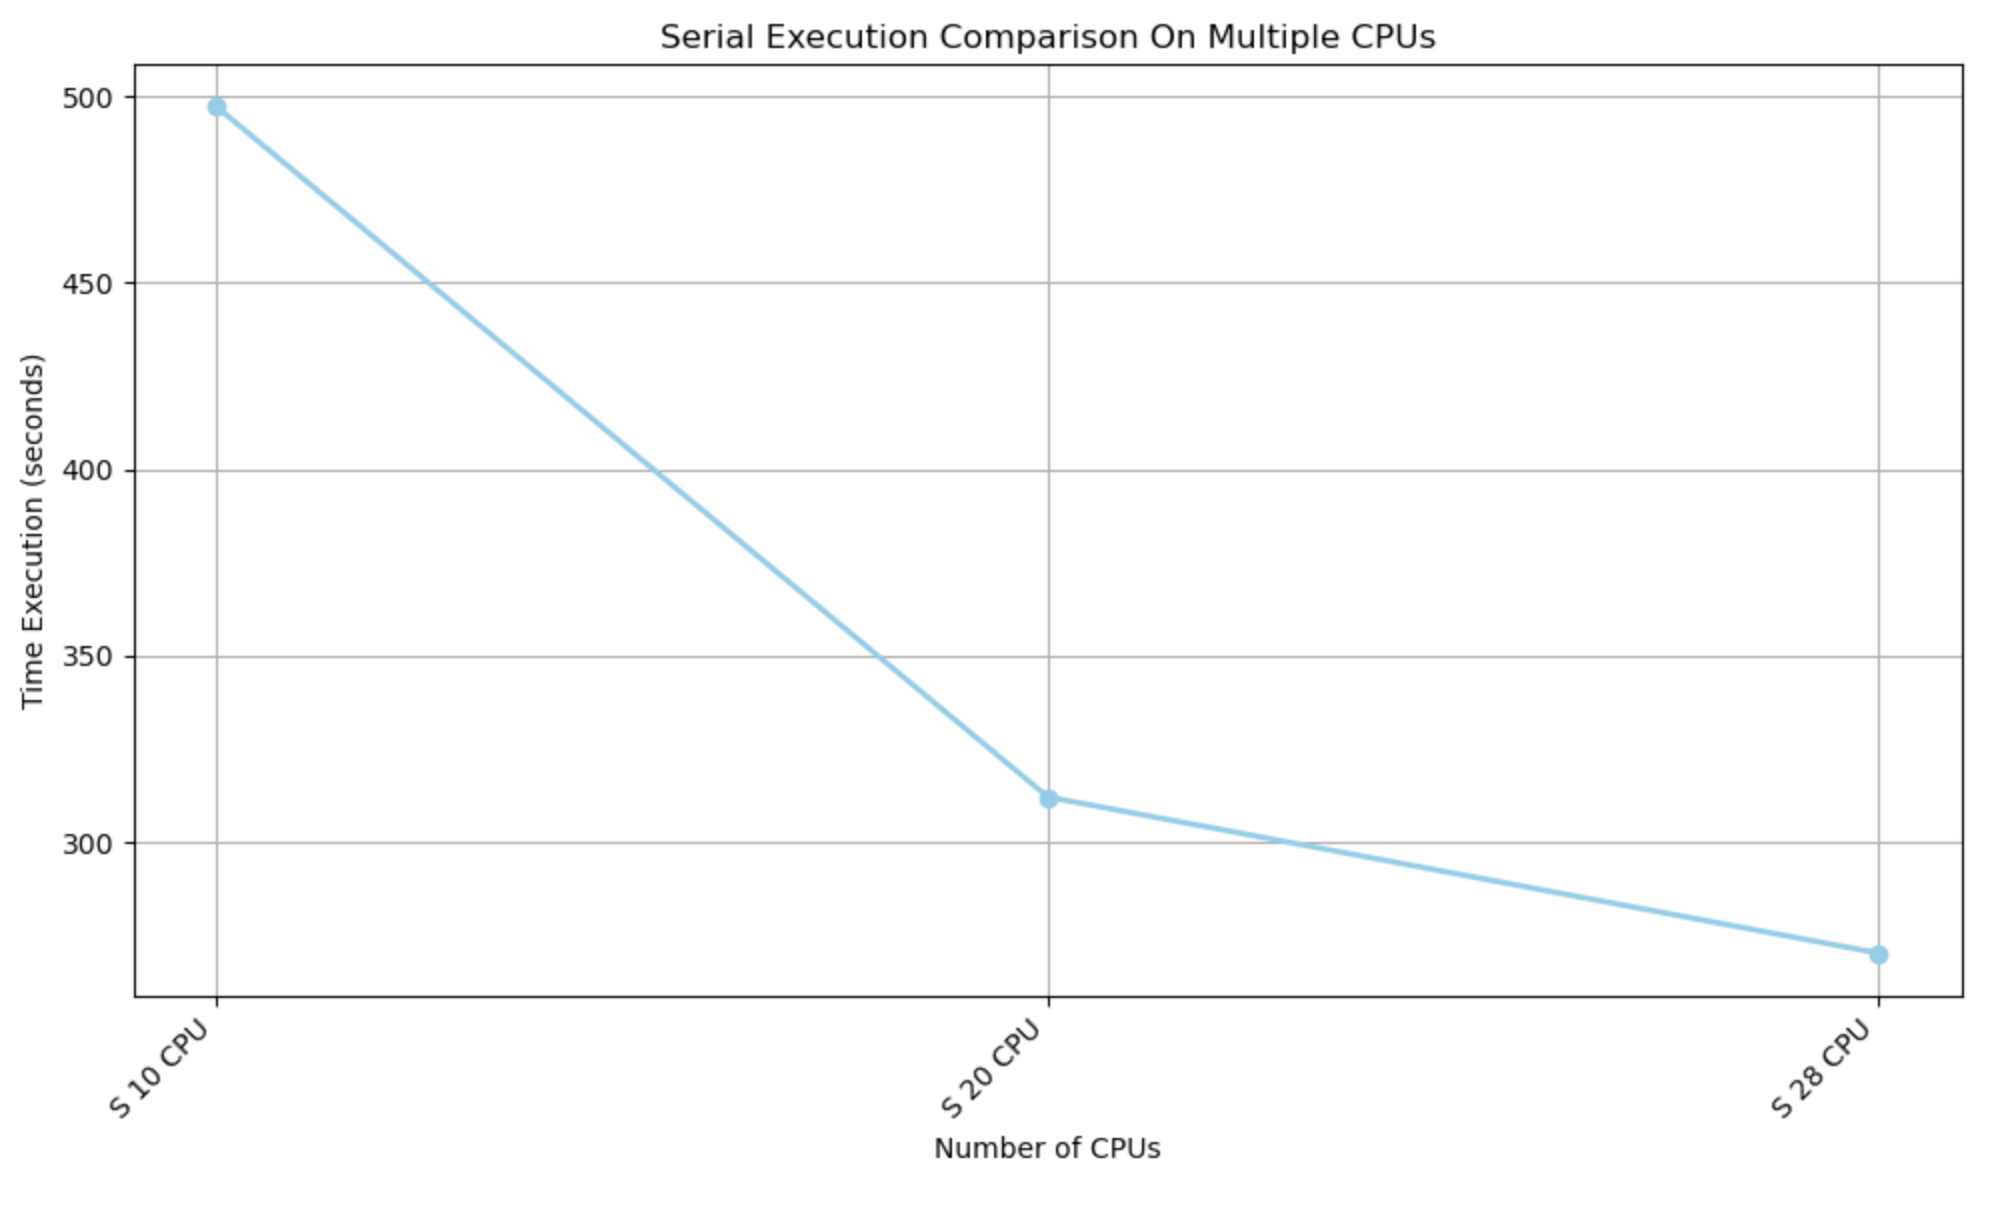 Serial Execution Comparison On Multiple CPUs
500
450
400
350
300
Time Execution (seconds)
S 10 CPU
S 20 CPU
S 28 CPU
Number of CPUs